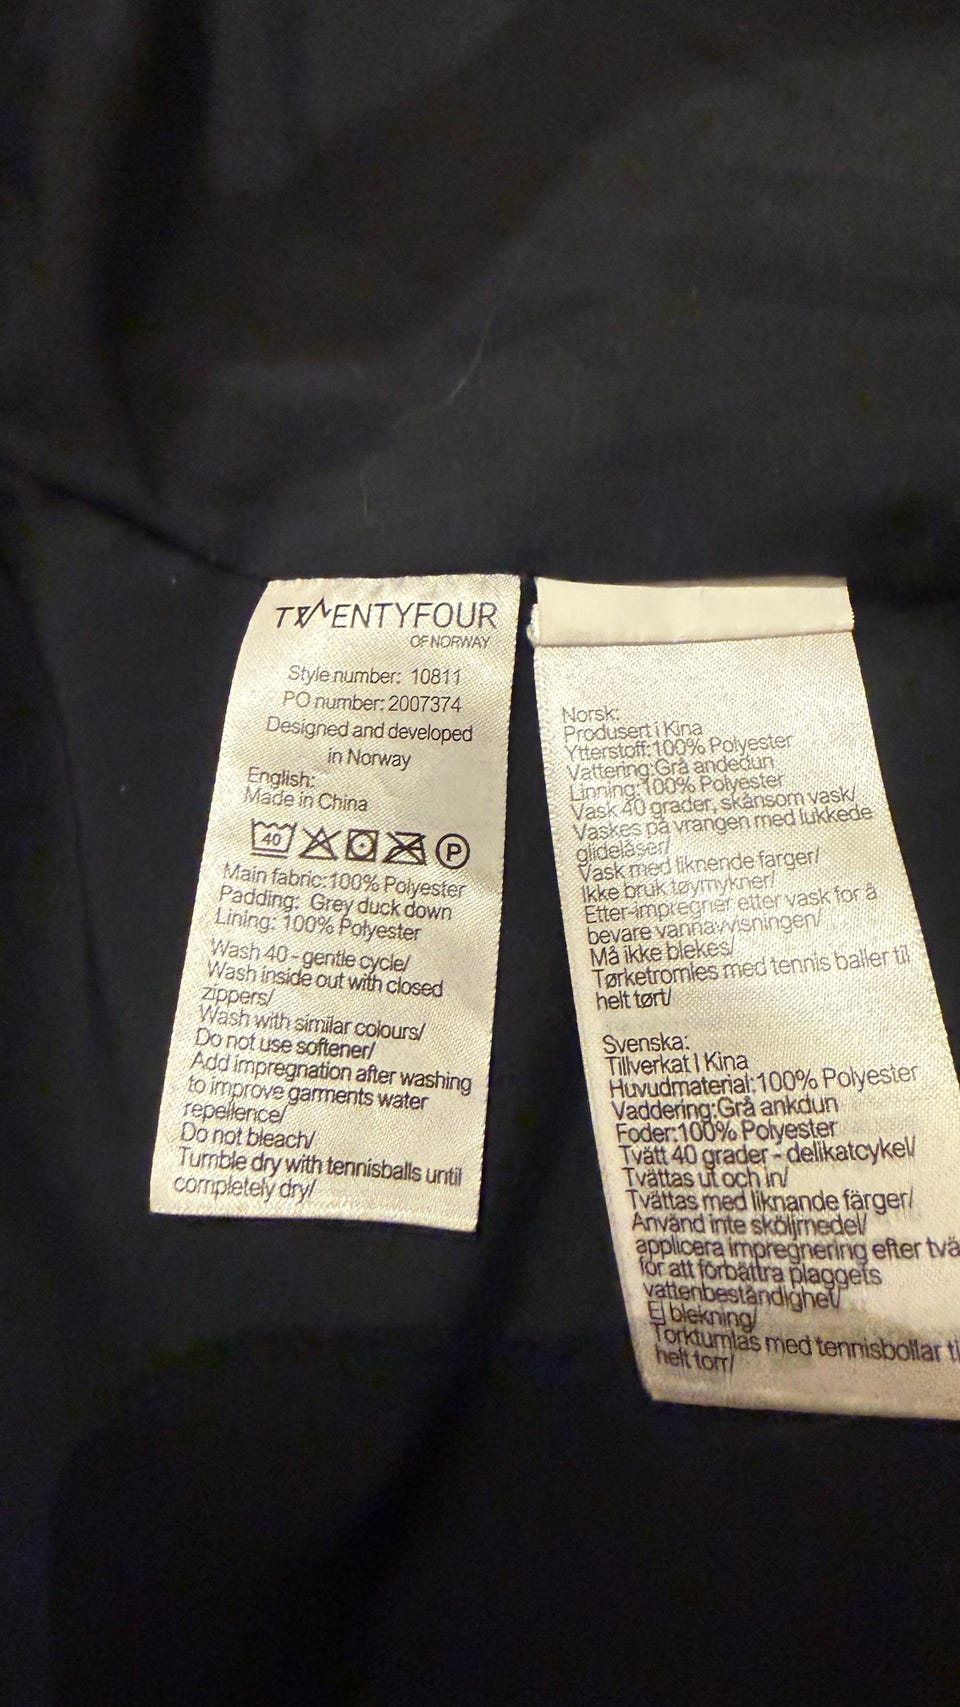 TWENTYFOUR
OF NORWAY
Style number: 10811
PO number: 2007374
Designed and developed
in Norway
English:
Made in China
40
P
Main fabric:100% Polyester
Padding: Grey duck down
Lining: 100% Polyester
Wash 40 - gentle cycle/
Wash inside out with closed
zippers/
Wash with similar colours/
Do not use softener/
Add impregnation after washing
to improve garments water
repellence/
Do not bleach/
Tumble dry with tennisballs until
completely dry/
Norsk:
Produsert i Kina
Ytterstoff:100% Polyester
Vattering:Grå andedun
Linning:100% Polyester
Vask 40 grader, skånsom vask/
Vaskes på vrangen med lukkede
glidelåser/
Vask med liknende farger/
Ikke bruk tøymykner/
Etter-impregner etter vask for å
bevare vannavvisningen/
Må ikke blekes/
Tørketromles med tennis baller til
helt tørt/
Svenska:
Tillverkat I Kina
Huvudmaterial:100% Polyester
Vaddering:Grå ankdun
Foder:100% Polyester
Tvätt 40 grader - delikatcykel/
Tvättas ut och in/
Tvättas med liknande färger/
Använd inte sköljmedel/
applicera impregnering efter tvä
för att förbättra plaggets
vattenbeständighet/
Ej blekning/
Torktumlas med tennisbollar ti
helt torr/